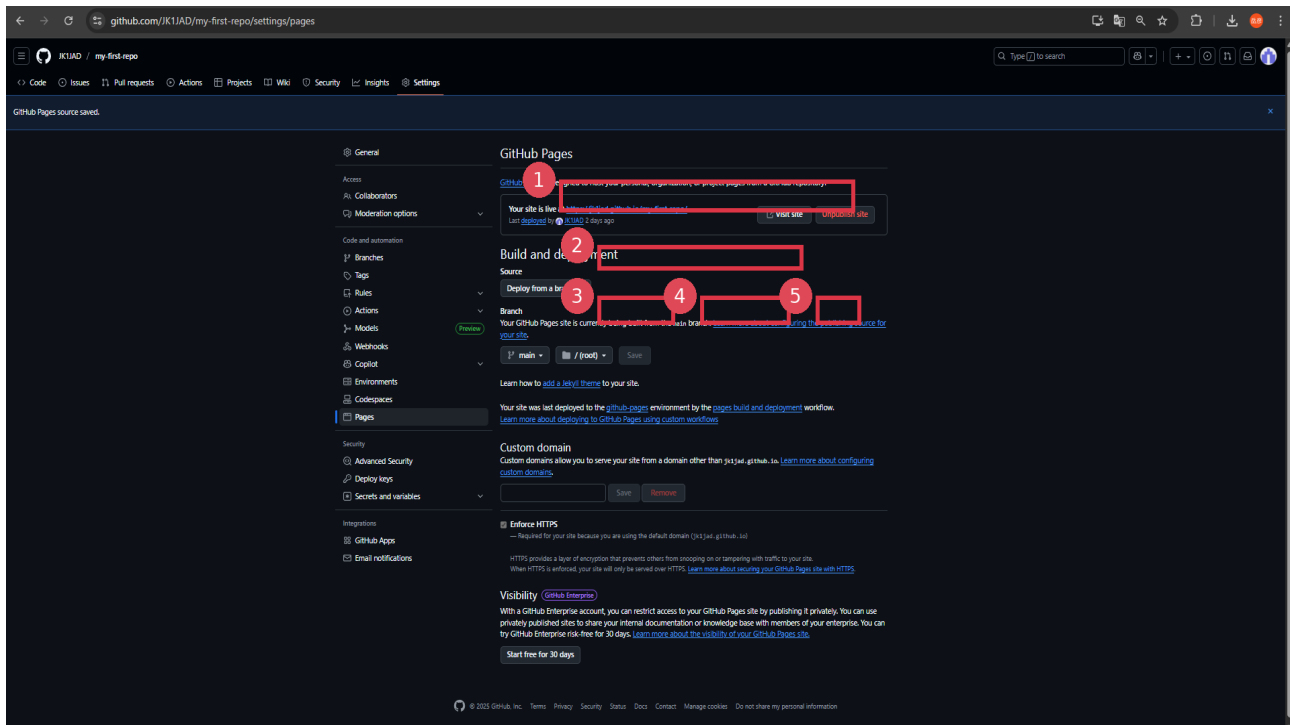 github.com/JK1JAD/my-first-repo/settings/pages
JK1JAD / my-first-repo
Type / to search
Code Issues Pull requests Actions Projects Wiki Security Insights Settings
GitHub Pages source saved.
General
Access
Collaborators
Moderation options
Code and automation
Branches
Tags
Rules
Actions
Models Preview
Webhooks
Copilot
Environments
Codespaces
Pages
Security
Advanced Security
Deploy keys
Secrets and variables
Integrations
GitHub Apps
Email notifications
GitHub Pages
1
GitHub
Your site is live
Visit site Unpublish site
Last deployed by JK1JAD 2 days ago
2
Build and deployment
Source
Deploy from a
3 4 5
Branch
Your GitHub Pages site is currently being built from the main branch. source for
your site.
main / (root) Save
Learn how to add a Jekyll theme to your site.
Your site was last deployed to the github-pages environment by the pages build and deployment workflow.
Learn more about deploying to GitHub Pages using custom workflows
Custom domain
Custom domains allow you to serve your site from a domain other than jk1jad.github.io. Learn more about configuring
custom domains.
Save Remove
Enforce HTTPS
— Required for your site because you are using the default domain (jk1jad.github.io)
HTTPS provides a layer of encryption that prevents others from snooping on or tampering with traffic to your site.
When HTTPS is enforced, your site will only be served over HTTPS. Learn more about securing your GitHub Pages site with HTTPS.
Visibility GitHub Enterprise
With a GitHub Enterprise account, you can restrict access to your GitHub Pages site by publishing it privately. You can use
privately published sites to share your internal documentation or knowledge base with members of your enterprise. You can
try GitHub Enterprise risk-free for 30 days. Learn more about the visibility of your GitHub Pages site.
Start free for 30 days
© 2025 GitHub, Inc. Terms Privacy Security Status Docs Contact Manage cookies Do not share my personal information